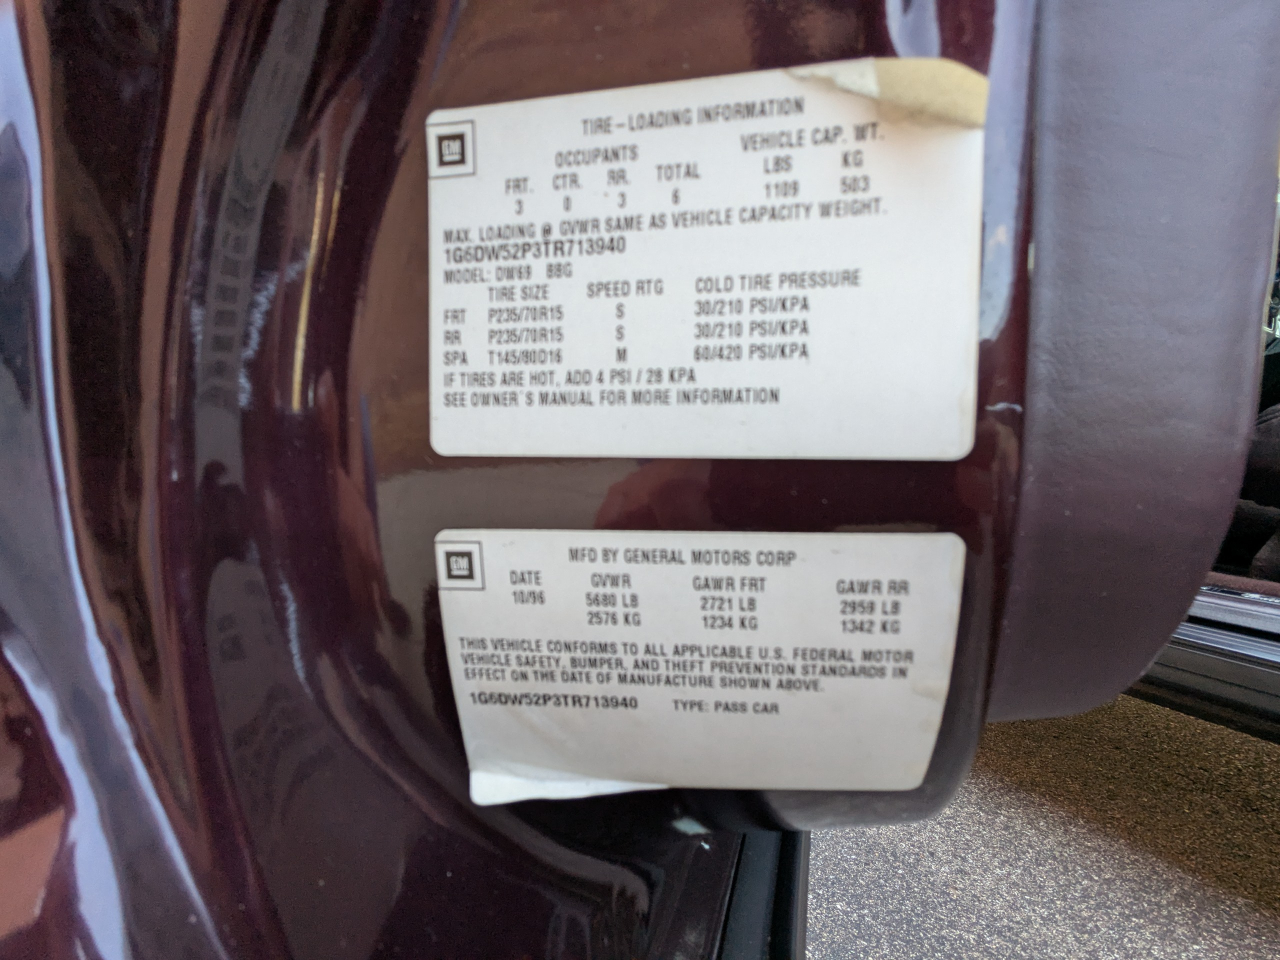 GM
TIRE-LOADING INFORMATION
OCCUPANTS VEHICLE CAP. WT.
FRT. CTR. RR. TOTAL LBS KG
3 0 3 6 1109 503
MAX. LOADING @ GVWR SAME AS VEHICLE CAPACITY WEIGHT.
1G6DW52P3TR713940
MODEL: DW69 BBG
TIRE SIZE SPEED RTG COLD TIRE PRESSURE
FRT P235/70R15 S 30/210 PSI/KPA
RR P235/70R15 S 30/210 PSI/KPA
SPA T145/80D16 M 60/420 PSI/KPA
IF TIRES ARE HOT, ADD 4 PSI / 28 KPA
SEE OWNER'S MANUAL FOR MORE INFORMATION
GM
MFD BY GENERAL MOTORS CORP
DATE GVWR GAWR FRT GAWR RR
10/96 5680 LB 2721 LB 2959 LB
2576 KG 1234 KG 1342 KG
THIS VEHICLE CONFORMS TO ALL APPLICABLE U.S. FEDERAL MOTOR
VEHICLE SAFETY, BUMPER, AND THEFT PREVENTION STANDARDS IN
EFFECT ON THE DATE OF MANUFACTURE SHOWN ABOVE.
1G6DW52P3TR713940 TYPE: PASS CAR